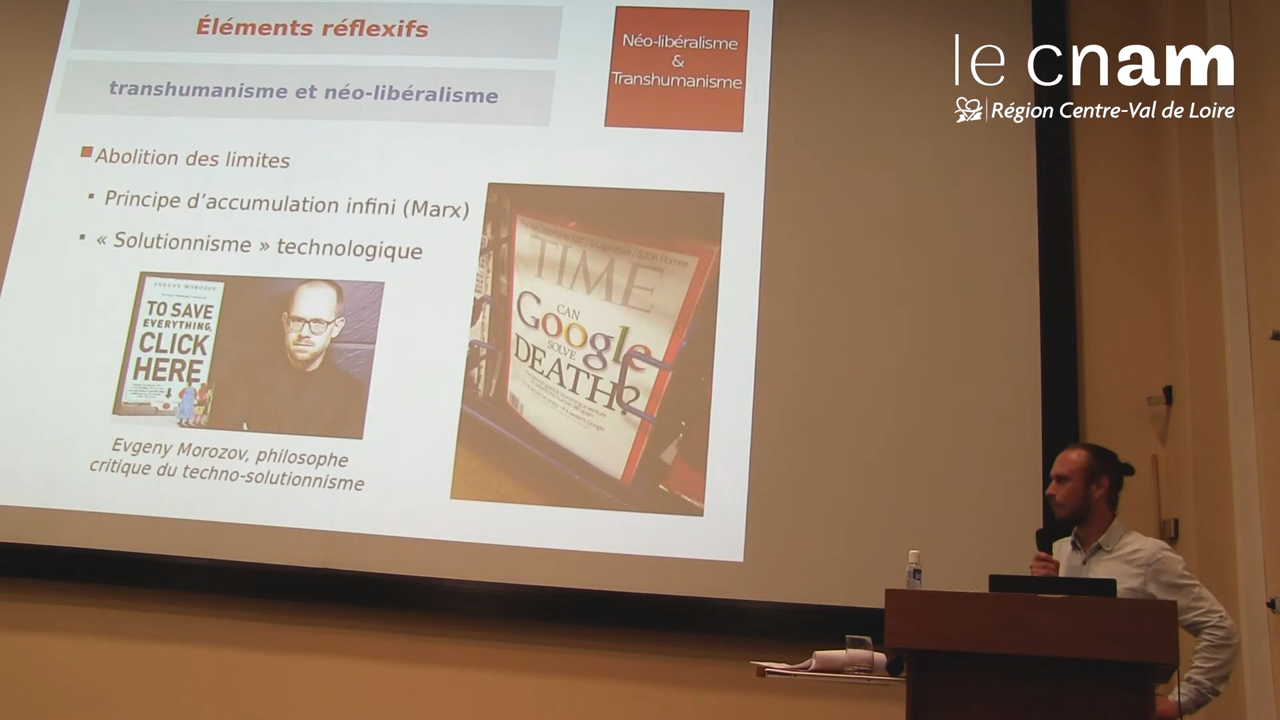 Éléments réflexifs
transhumanisme et néo-libéralisme
Néo-libéralisme
&
Transhumanisme
le cnam
Région Centre-Val de Loire
Abolition des limites
Principe d’accumulation infini (Marx)
« Solutionnisme » technologique
EVGENY MOROZOV
TO SAVE
EVERYTHING,
CLICK
HERE
Evgeny Morozov, philosophe
critique du techno-solutionnisme
TIME
CAN
Google
SOLVE
DEATH?